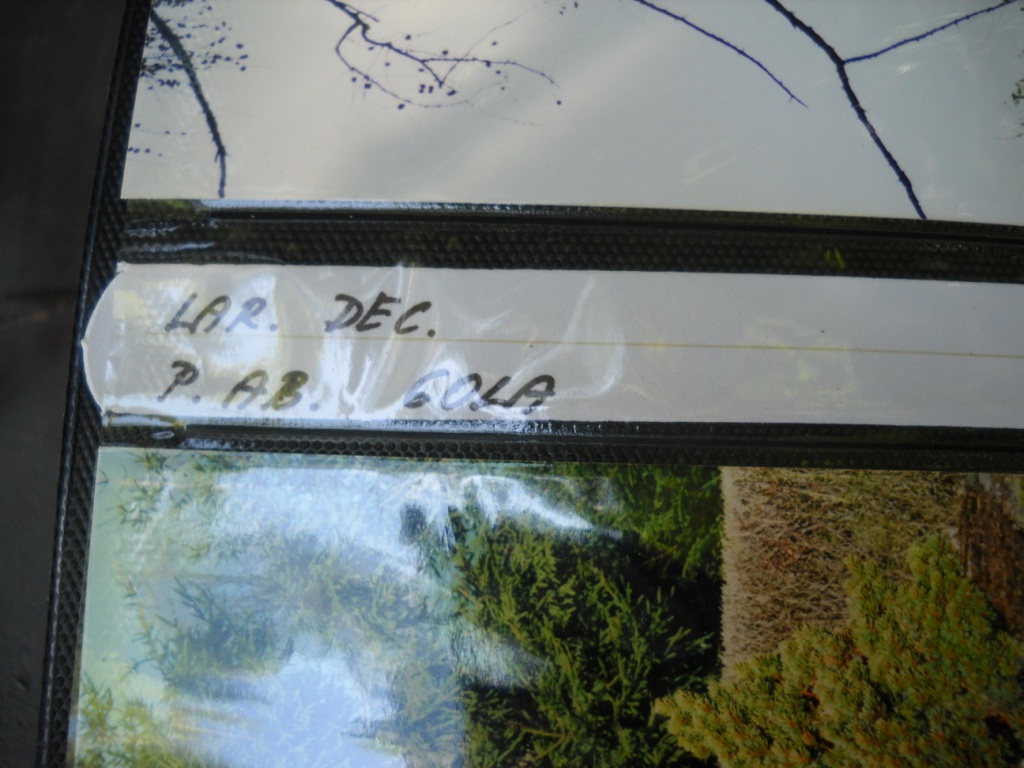 LAR. DEC.
P. AB. GOLA